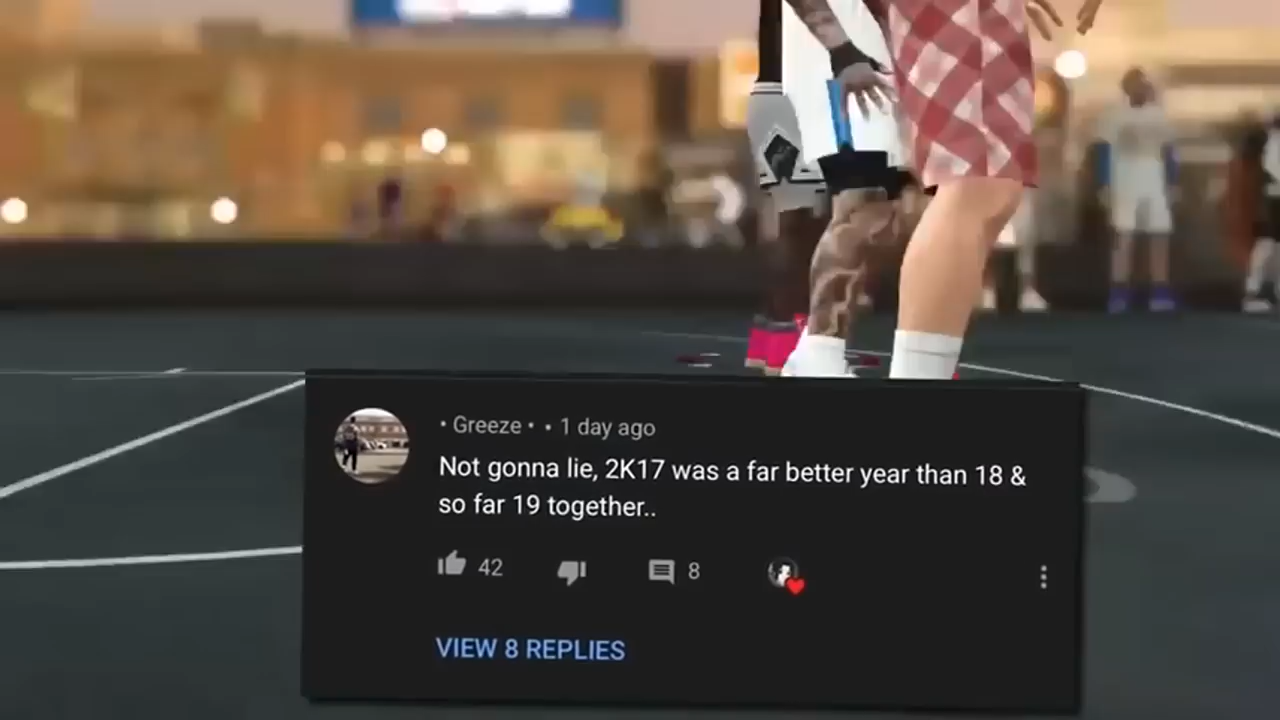 • Greeze • • 1 day ago
Not gonna lie, 2K17 was a far better year than 18 &
so far 19 together..
42
8
VIEW 8 REPLIES